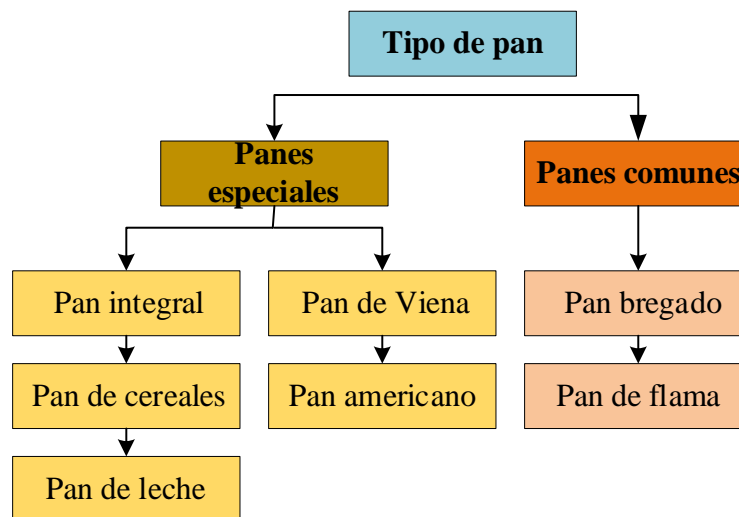 Tipo de pan
Panes
especiales
Panes comunes
Pan integral
Pan de Viena
Pan bregado
Pan de cereales
Pan americano
Pan de flama
Pan de leche